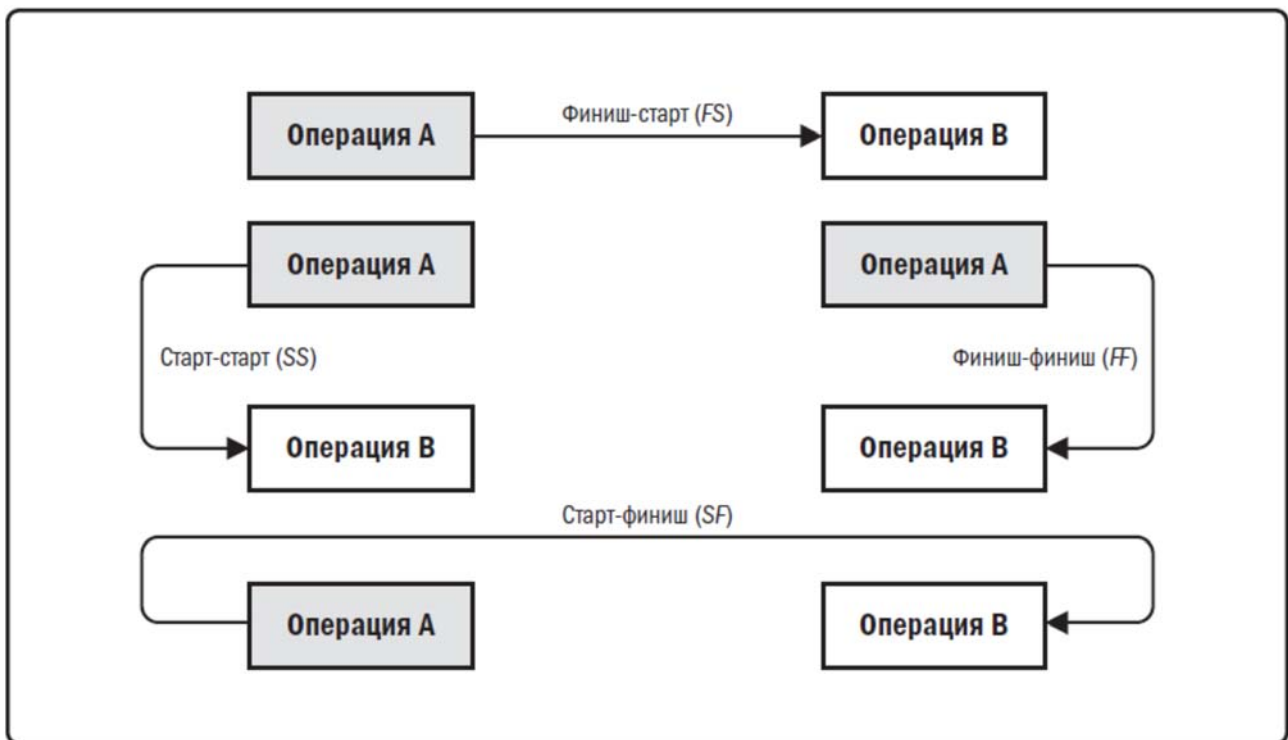 Операция A
Финиш-старт (FS)
Операция B
Операция A
Операция A
Старт-старт (SS)
Финиш-финиш (FF)
Операция B
Операция B
Старт-финиш (SF)
Операция A
Операция B